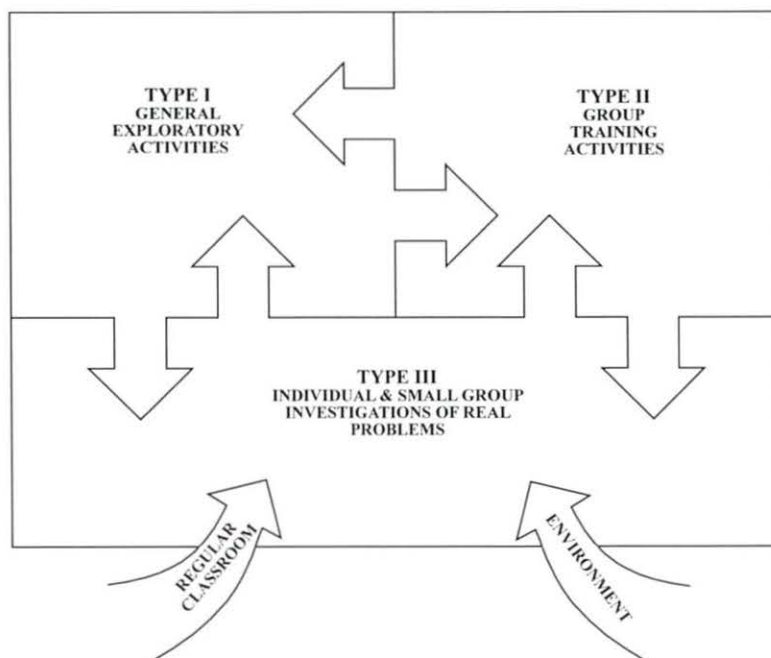 TYPE I
GENERAL
EXPLORATORY
ACTIVITIES
TYPE II
GROUP
TRAINING
ACTIVITIES
TYPE III
INDIVIDUAL & SMALL GROUP
INVESTIGATIONS OF REAL
PROBLEMS
REGULAR
CLASSROOM
ENVIRONMENT